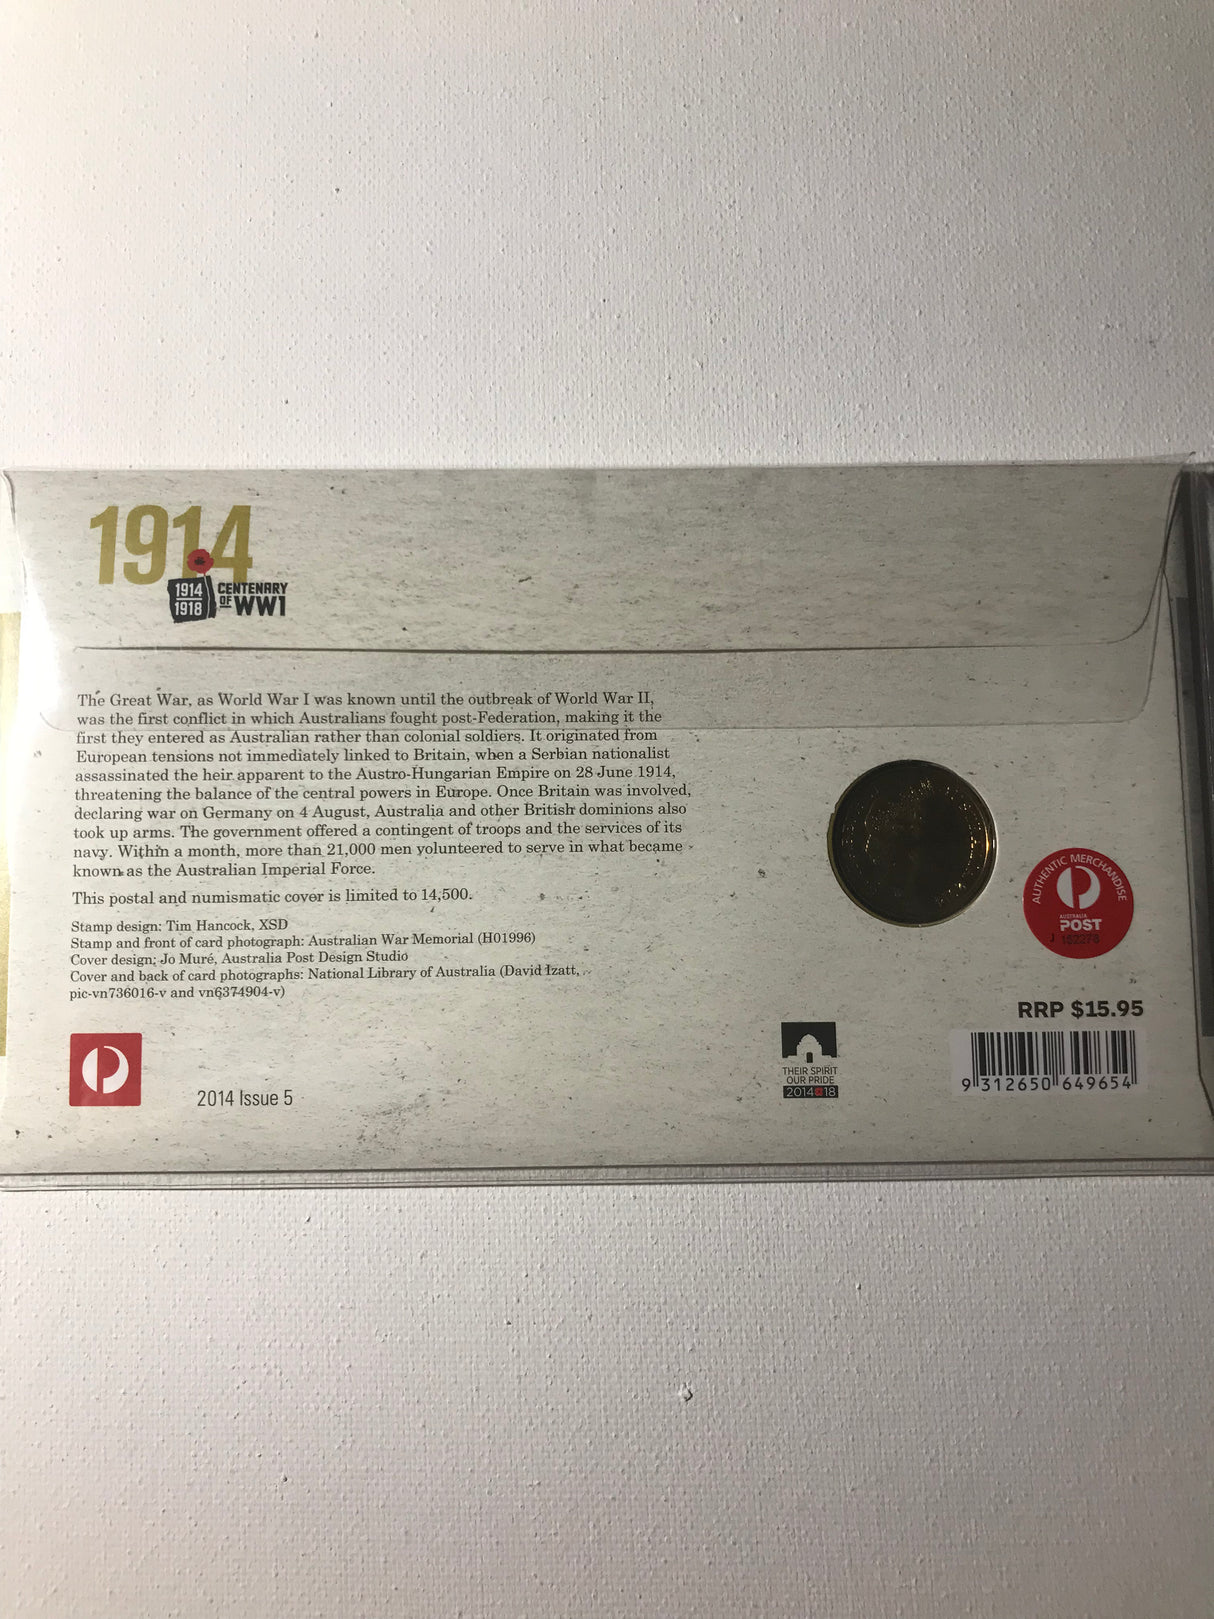 1914
1914
1918
CENTENARY
OF WW1
The Great War, as World War I was known until the outbreak of World War II,
was the first conflict in which Australians fought post-Federation, making it the
first they entered as Australian rather than colonial soldiers. It originated from
European tensions not immediately linked to Britain, when a Serbian nationalist
assassinated the heir apparent to the Austro-Hungarian Empire on 28 June 1914,
threatening the balance of the central powers in Europe. Once Britain was involved,
declaring war on Germany on 4 August, Australia and other British dominions also
took up arms. The government offered a contingent of troops and the services of its
navy. Within a month, more than 21,000 men volunteered to serve in what became
known as the Australian Imperial Force.
This postal and numismatic cover is limited to 14,500.
Stamp design: Tim Hancock, XSD
Stamp and front of card photograph: Australian War Memorial (H01996)
Cover design: Jo Muré, Australia Post Design Studio
Cover and back of card photographs: National Library of Australia (David Izatt,
pic-vn736016-v and vn6374904-v)
2014 Issue 5
AUTHENTIC MERCHANDISE
AUSTRALIA
POST
THEIR SPIRIT
OUR PRIDE
2014 18
RRP $15.95
9 312650 649654